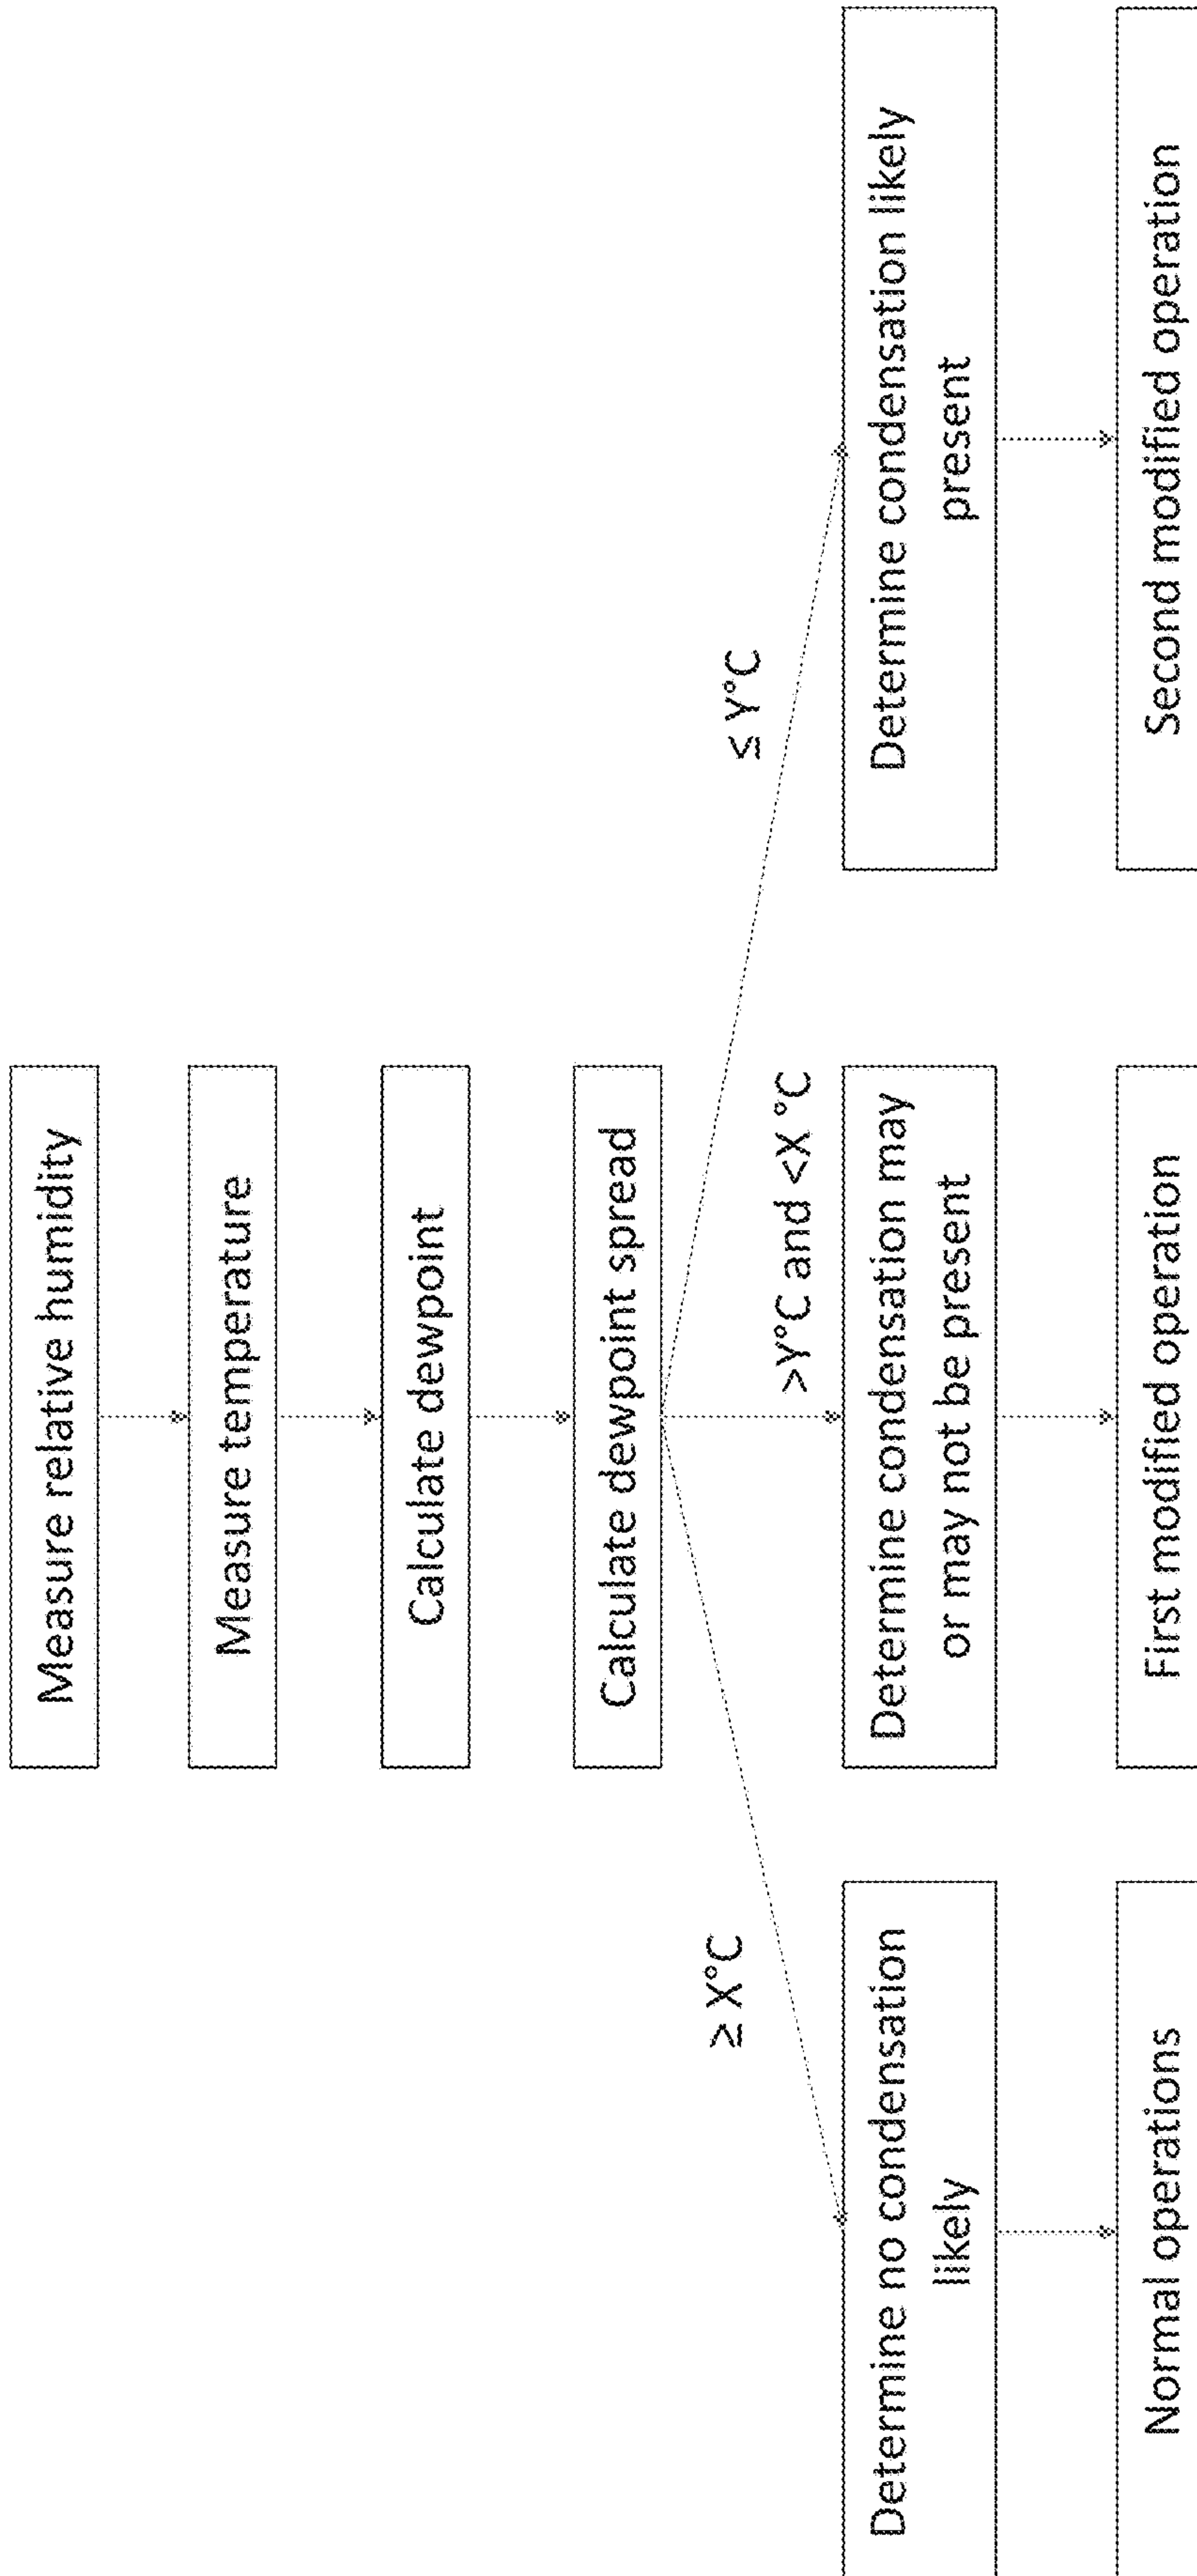 Measure relative humidity
Measure temperature
Calculate dewpoint
Calculate dewpoint spread
≥ X°C
>Y°C and <X °C
≤ Y°C
Determine no condensation
likely
Determine condensation may
or may not be present
Determine condensation likely
present
Normal operations
First modified operation
Second modified operation